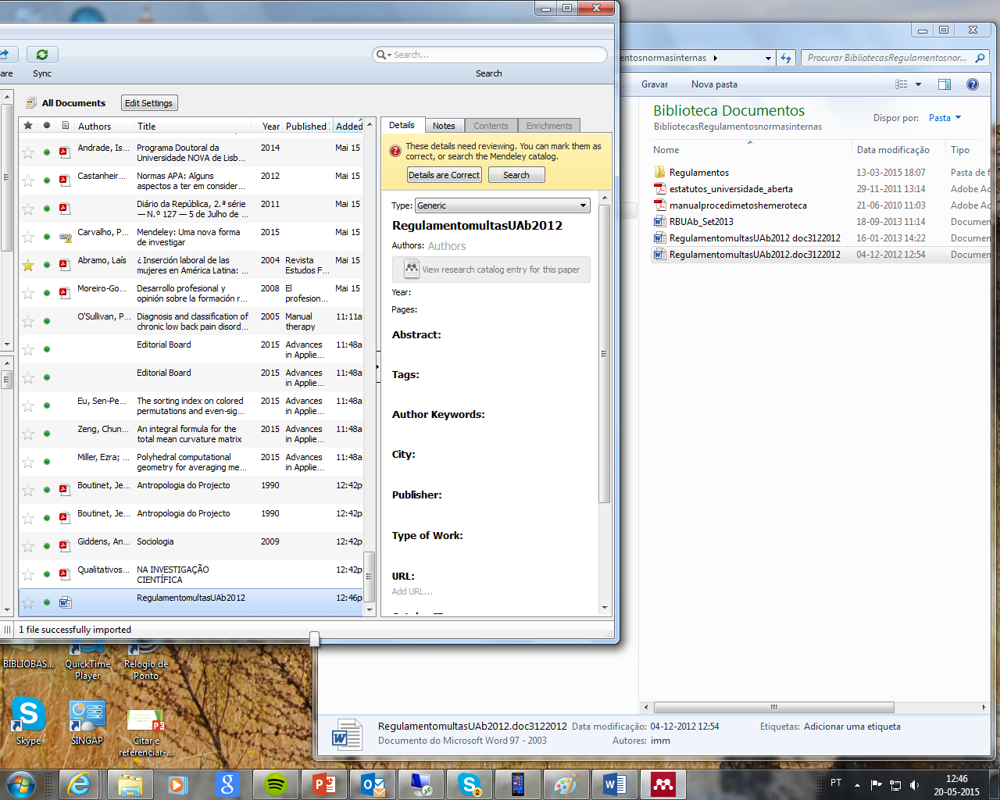 are
Sync
Search...
Search
All Documents
Edit Settings
Authors
Title
Year
Published
Added
Andrade, Is...
Programa Doutoral da
Universidade NOVA de Lisb...
2014
Mai 15
Castanheir...
Normas APA: Alguns
aspectos a ter em consider...
2012
Mai 15
Diário da República, 2.ª série
— N.º 127 — 5 de Julho de ...
2011
Mai 15
Carvalho, P...
Mendeley: Uma nova forma
de investigar
2015
Mai 15
Abramo, Laís
¿ Inserción laboral de las
mujeres en América Latina: ...
2004
Revista
Estudos F...
Mai 15
Moreiro-Go...
Desarrollo profesional y
opinión sobre la formación r...
2008
El
profesion...
Mai 15
O'Sullivan, P...
Diagnosis and classification of
chronic low back pain disord...
2005
Manual
therapy
11:11a
Editorial Board
2015
Advances
in Applie...
11:48a
Editorial Board
2015
Advances
in Applie...
11:48a
Eu, Sen-Pe...
The sorting index on colored
permutations and even-sig...
2015
Advances
in Applie...
11:48a
Zeng, Chun...
An integral formula for the
total mean curvature matrix
2015
Advances
in Applie...
11:48a
Miller, Ezra; ...
Polyhedral computational
geometry for averaging me...
2015
Advances
in Applie...
11:48a
Boutinet, Je...
Antropologia do Projecto
1990
12:42p
Boutinet, Je...
Antropologia do Projecto
1990
12:42p
Giddens, An...
Sociologia
2009
12:42p
Qualitativos...
NA INVESTIGAÇÃO
CIENTÍFICA
12:42p
RegulamentomultasUAb2012
12:46p
1 file successfully imported
Details
Notes
Contents
Enrichments
These details need reviewing. You can mark them as
correct, or search the Mendeley catalog.
Details are Correct
Search
Type:
Generic
RegulamentomultasUAb2012
Authors: Authors
View research catalog entry for this paper
Year:
Pages:
Abstract:
Tags:
Author Keywords:
City:
Publisher:
Type of Work:
URL:
Add URL...
entosnormasinternas
Procurar BibliotecasRegulamentosnor...
Gravar
Nova pasta
Biblioteca Documentos
BibliotecasRegulamentosnormasinternas
Dispor por:
Pasta
Nome
Data modificação
Tipo
Regulamentos
13-03-2015 18:07
Pasta de f
estatutos_universidade_aberta
29-11-2011 13:14
Adobe Ac
manualprocedimetoshemeroteca
21-06-2010 11:03
Adobe Ac
RBUAb_Set2013
18-09-2013 11:14
Documen
RegulamentomultasUAb2012 doc3122012
16-01-2013 14:22
Documen
RegulamentomultasUAb2012.doc3122012
04-12-2012 12:54
Documen
RegulamentomultasUAb2012.doc3122012
Documento do Microsoft Word 97 - 2003
Data modificação: 04-12-2012 12:54
Autores: imm
Etiquetas: Adicionar uma etiqueta
BIBLIOBAS...
QuickTime
Player
Relogio de
Ponto
Skype
SINGAP
Citar e
referenciar-...
PT
12:46
20-05-2015